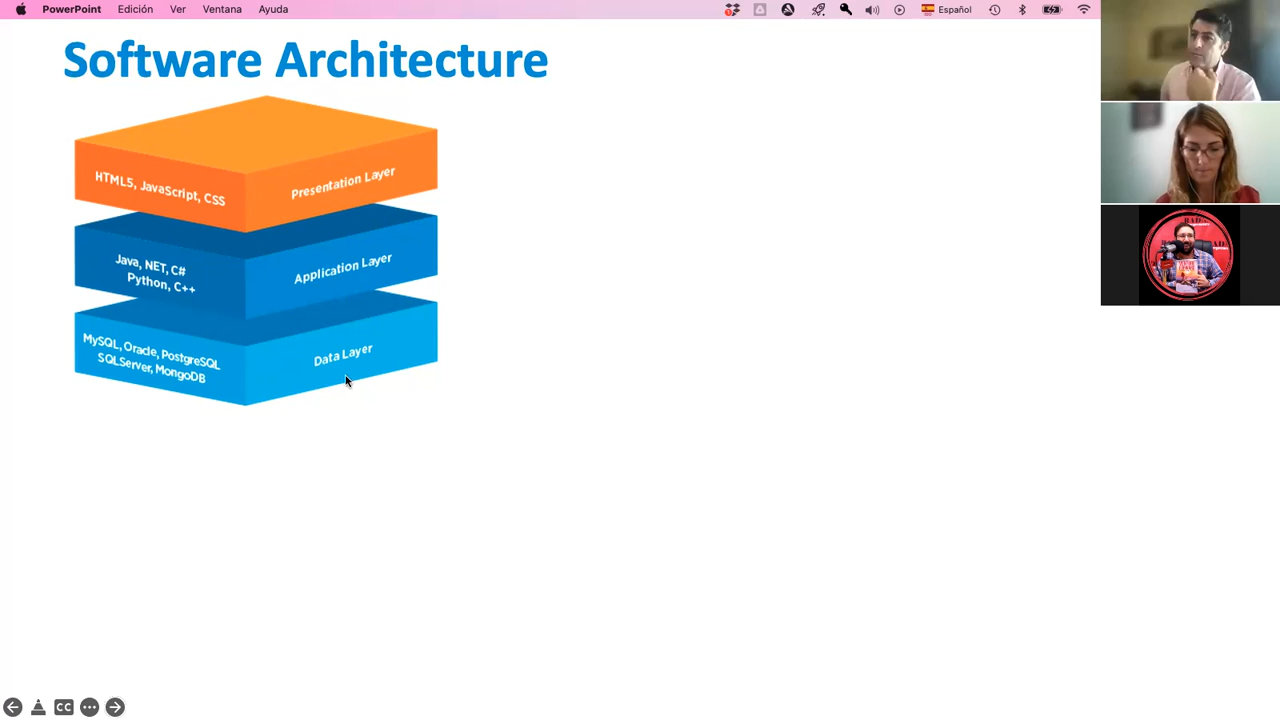 PowerPoint Edición Ver Ventana Ayuda Español
Software Architecture
HTML5, JavaScript, CSS
Presentation Layer
Java, NET, C#
Python, C++
Application Layer
MySQL, Oracle, PostgreSQL
SQLServer, MongoDB
Data Layer
CC